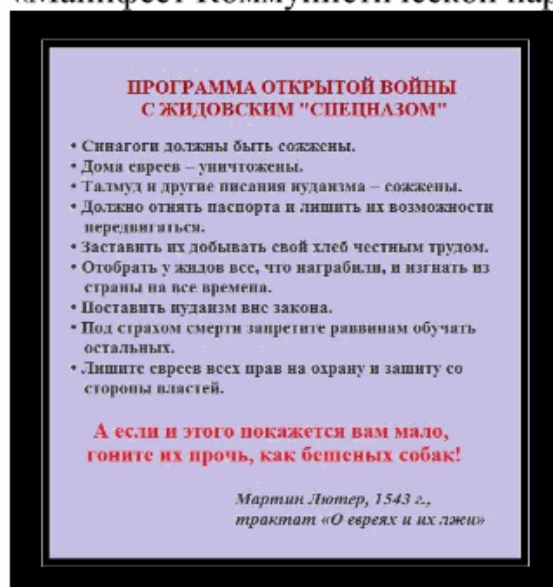 «Манифест Коммунистической
ПРОГРАММА ОТКРЫТОЙ ВОЙНЫ
С ЖИДОВСКИМ "СПЕЦНАЗОМ"
• Синагоги должны быть сожжены.
• Дома евреев – уничтожены.
• Талмуд и другие писания иудаизма – сожжены.
• Должно отнять паспорта и лишить их возможности
передвигаться.
• Заставить их добывать свой хлеб честным трудом.
• Отобрать у жидов все, что награбили, и изгнать из
страны на все времена.
• Поставить иудаизм вне закона.
• Под страхом смерти запретите раввинам обучать
остальных.
• Лишите евреев всех прав на охрану и защиту со
стороны властей.
А если и этого покажется вам мало,
гоните их прочь, как бешеных собак!
Мартин Лютер, 1543 г.,
трактат «О евреях и их лжи»